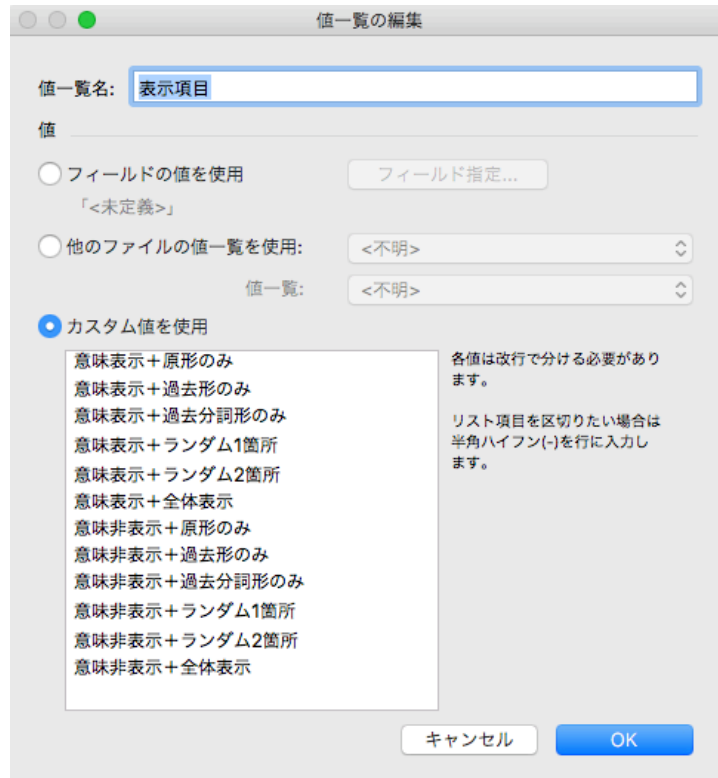 値一覧の編集
値一覧名: 表示項目
値
フィールドの値を使用 フィールド指定...
「<未定義>」
他のファイルの値一覧を使用: <不明>
値一覧: <不明>
カスタム値を使用
意味表示＋原形のみ
意味表示＋過去形のみ
意味表示＋過去分詞形のみ
意味表示＋ランダム1箇所
意味表示＋ランダム2箇所
意味表示＋全体表示
意味非表示＋原形のみ
意味非表示＋過去形のみ
意味非表示＋過去分詞形のみ
意味非表示＋ランダム1箇所
意味非表示＋ランダム2箇所
意味非表示＋全体表示
各値は改行で分ける必要があり
ます。
リスト項目を区切りたい場合は
半角ハイフン(-)を行に入力し
ます。
キャンセル OK